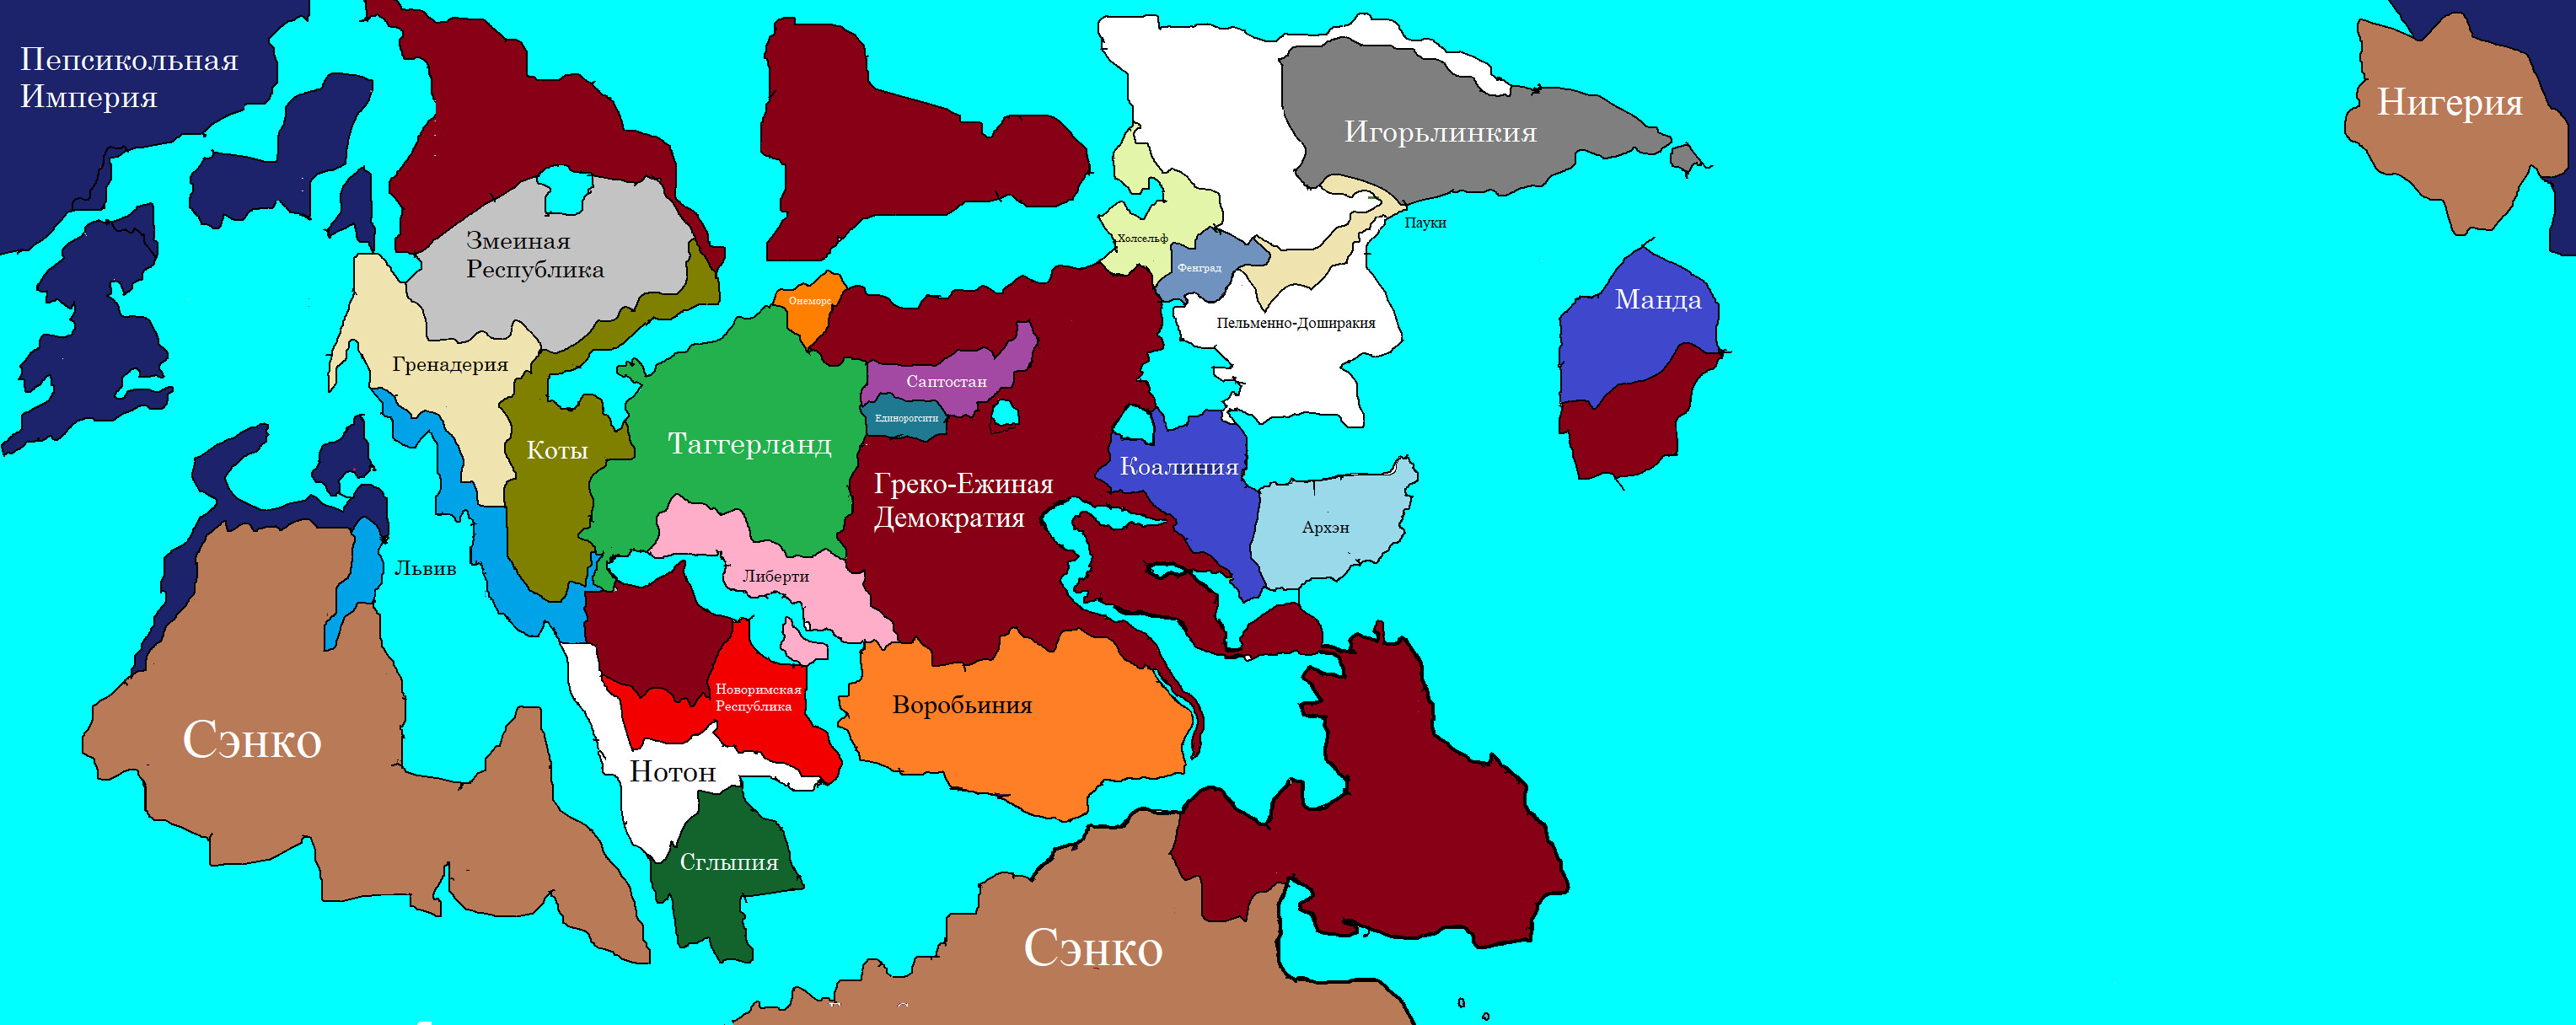 Пепсикольная
Империя
Нигерия
Игорьлинкия
Пауки
Змеиная
Республика
Холсельф
Фенград
Онеморс
Манда
Пельменно-Доширакия
Гренадерия
Саптостан
Единорогсити
Коты
Таггерланд
Коалиния
Греко-Ежиная
Демократия
Архэн
Львив
Либерти
Новоримская
Республика
Воробьиния
Сэнко
Нотон
Сглыпия
Сэнко